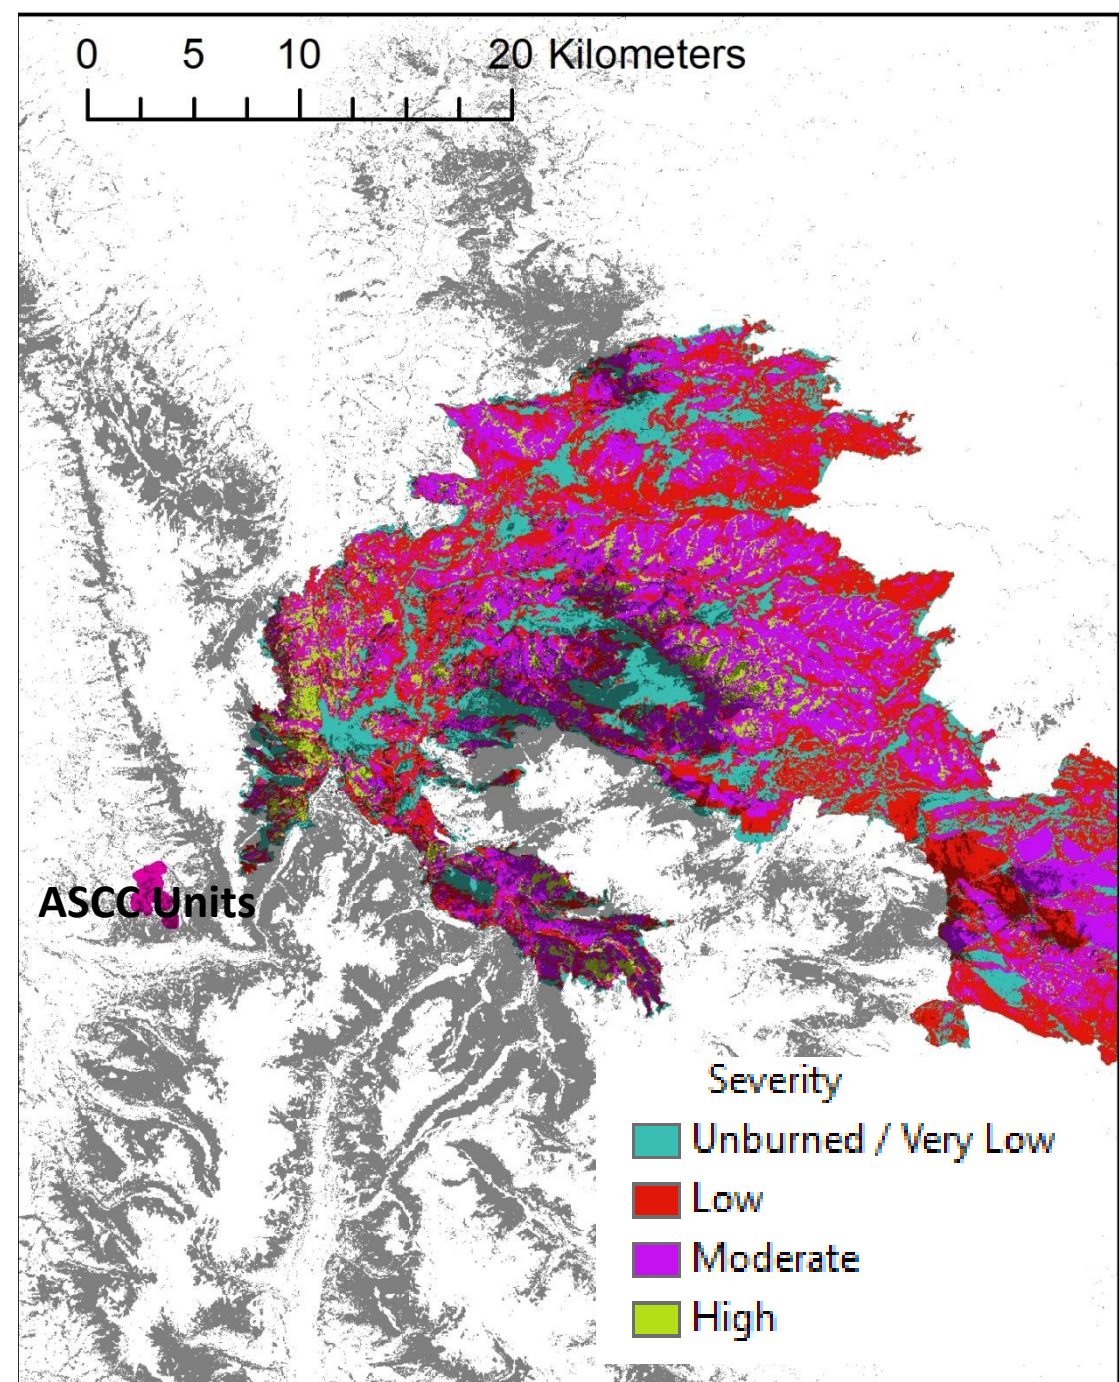 0 5 10 20 Kilometers
ASCC Units
Severity
Unburned / Very Low
Low
Moderate
High